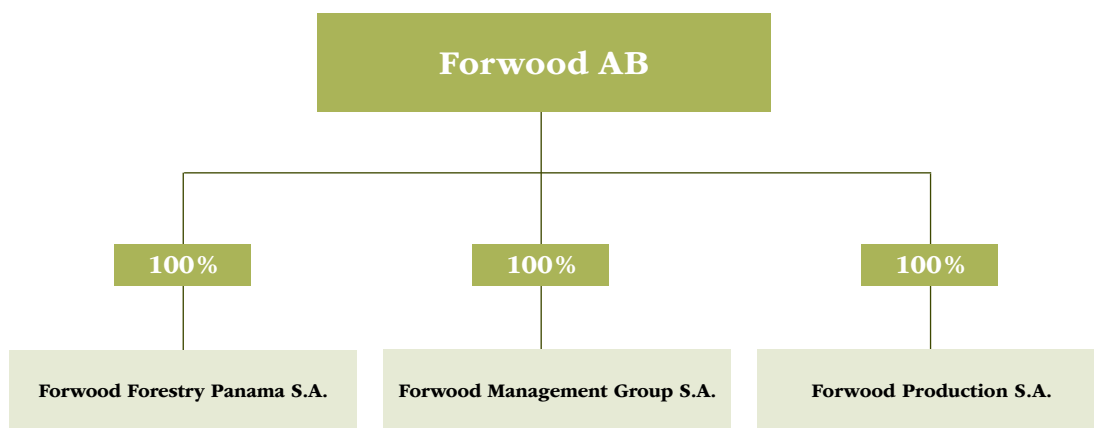 Forwood AB
100%
100%
100%
Forwood Forestry Panama S.A.
Forwood Management Group S.A.
Forwood Production S.A.